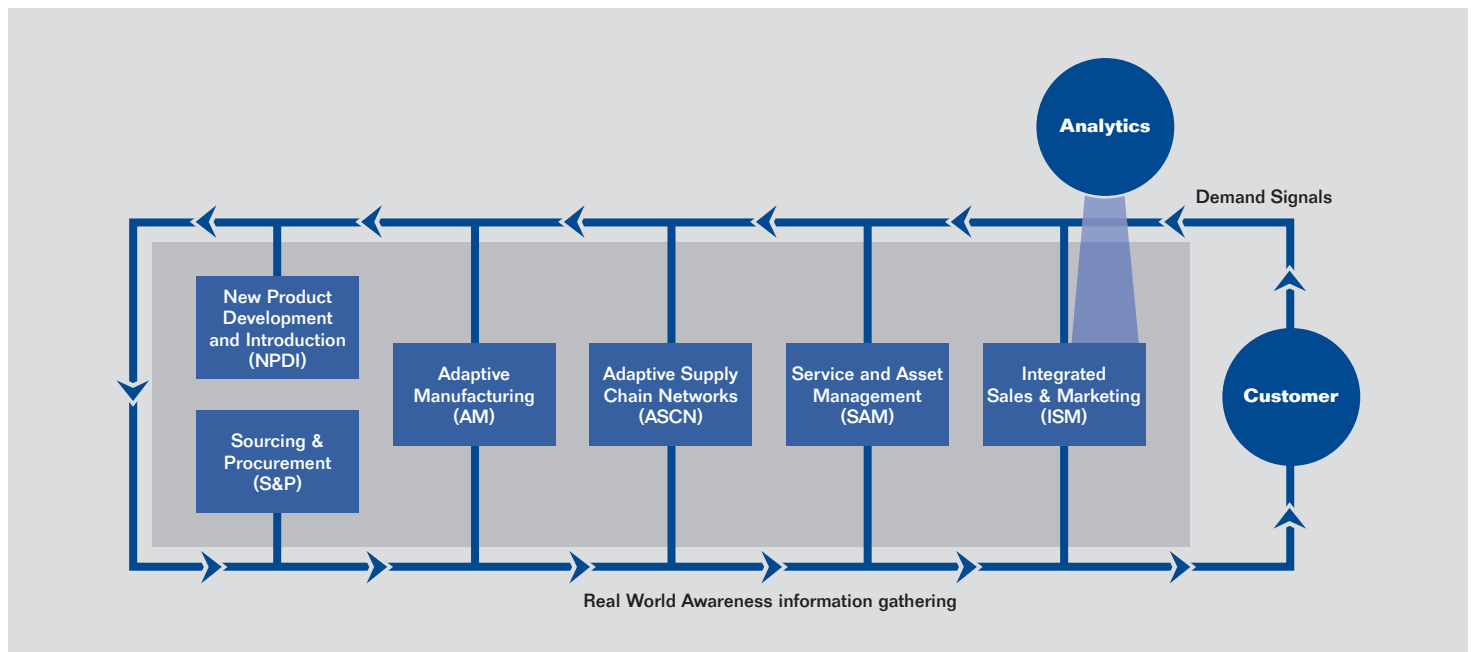 Analytics
Demand Signals
New Product
Development
and Introduction
(NPDI)
Sourcing &
Procurement
(S&P)
Adaptive
Manufacturing
(AM)
Adaptive Supply
Chain Networks
(ASCN)
Service and Asset
Management
(SAM)
Integrated
Sales & Marketing
(ISM)
Customer
Real World Awareness information gathering